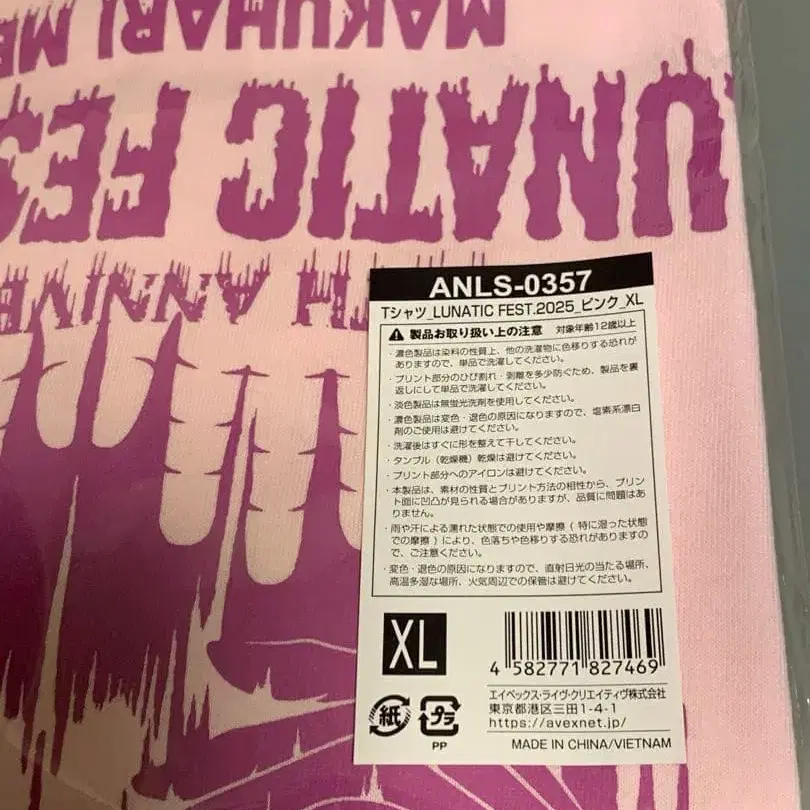 MAKUHARI ME
UNATIC FES
TH ANNIVE
ANLS-0357
Tシャツ_LUNATIC FEST.2025_ピンク_XL
製品お取り扱い上の注意 対象年齢12歳以上
・濃色製品は染料の性質上、他の洗濯物に色移りする恐れが
ありますので、単品で洗濯してください。
・プリント部分のひび割れ・剥離を多少防ぐため、製品を裏
返しにして単品で洗濯してください。
・淡色製品は無蛍光洗剤を使用してください。
・濃色製品は変色・退色の原因になりますので、塩素系漂白
剤のご使用は避けてください。
・洗濯後はすぐに形を整えて干してください。
・タンブル（乾燥機）乾燥は避けてください。
・プリント部分へのアイロンは避けてください。
・本製品は、素材の性質とプリント方法の相性から、プリン
ト面に凹凸が見られる場合がありますが、品質に問題はあ
りません。
・雨や汗による濡れた状態での使用や摩擦（特に湿った状態
での摩擦）により、色落ちや色移りする恐れがありますの
で、ご注意ください。
・変色・退色の原因になりますので、直射日光の当たる場所、
高温多湿な場所、火気周辺での保管は避けてください。
XL
4 582771 827469
エイベックス・ライヴ・クリエイティヴ株式会社
東京都港区三田1-4-1
https://avexnet.jp/
紙
プラ
PP
MADE IN CHINA/VIETNAM